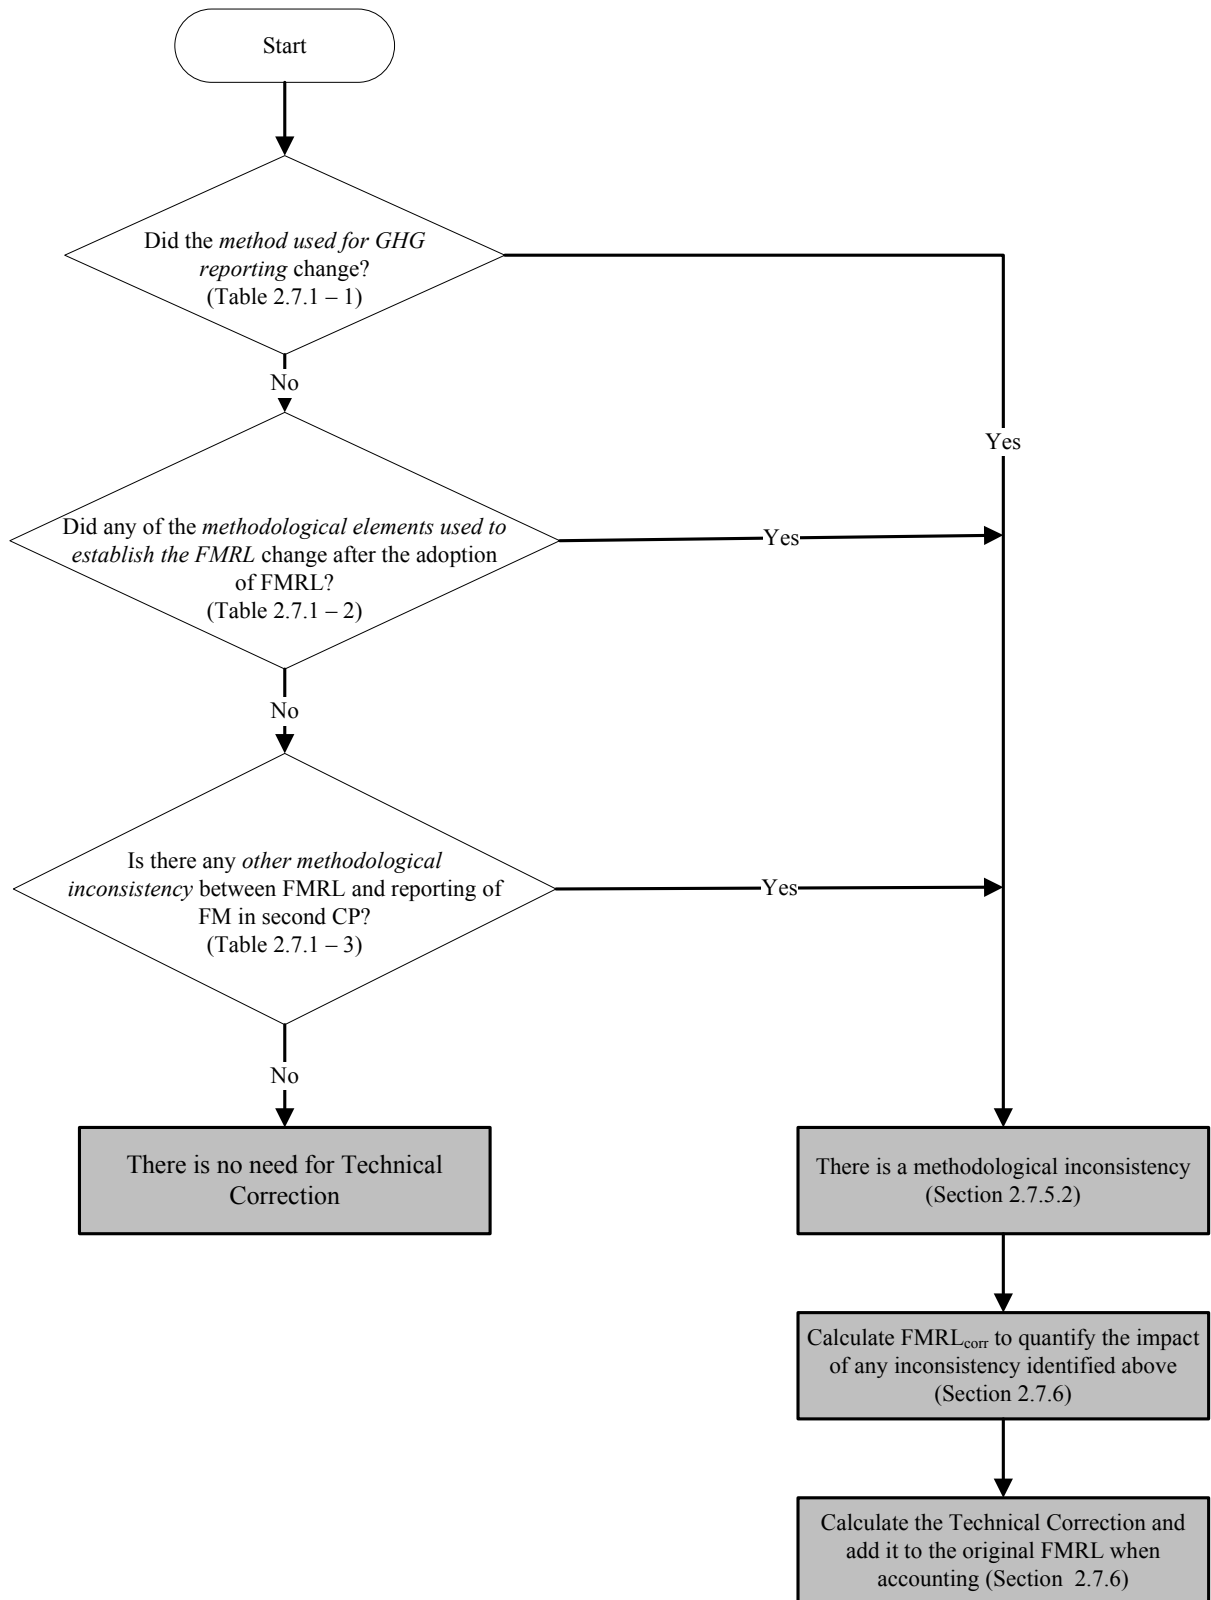 Start
Did the method used for GHG
reporting change?
(Table 2.7.1 – 1)
No
Yes
Did any of the methodological elements used to
establish the FMRL change after the adoption
of FMRL?
(Table 2.7.1 – 2)
Yes
No
Is there any other methodological
inconsistency between FMRL and reporting of
FM in second CP?
(Table 2.7.1 – 3)
Yes
No
There is no need for Technical
Correction
There is a methodological inconsistency
(Section 2.7.5.2)
Calculate FMRLcorr to quantify the impact
of any inconsistency identified above
(Section 2.7.6)
Calculate the Technical Correction and
add it to the original FMRL when
accounting (Section 2.7.6)